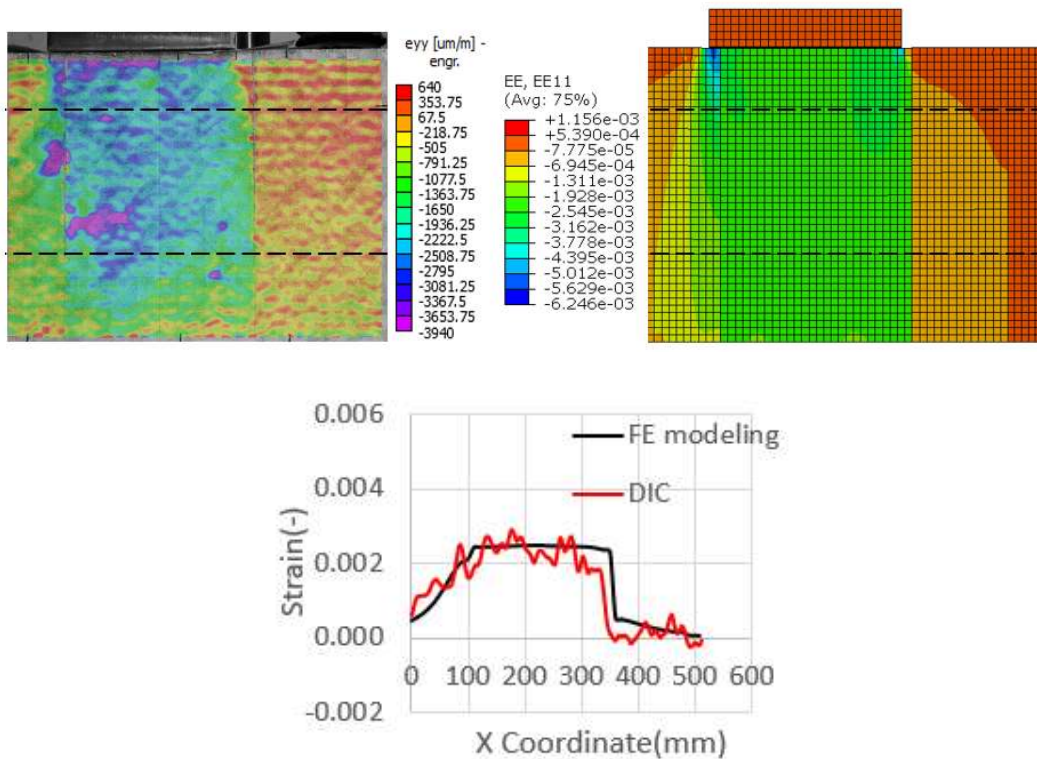 eyy [um/m] -
engr.
640
353.75
67.5
-218.75
-505
-791.25
-1077.5
-1363.75
-1650
-1936.25
-2222.5
-2508.75
-2795
-3081.25
-3367.5
-3653.75
-3940
EE, EE11
(Avg: 75%)
+1.156e-03
+5.390e-04
-7.775e-05
-6.945e-04
-1.311e-03
-1.928e-03
-2.545e-03
-3.162e-03
-3.778e-03
-4.395e-03
-5.012e-03
-5.629e-03
-6.246e-03
0.006
0.004
0.002
0.000
-0.002
Strain(-)
FE modeling
DIC
0 100 200 300 400 500 600
X Coordinate(mm)